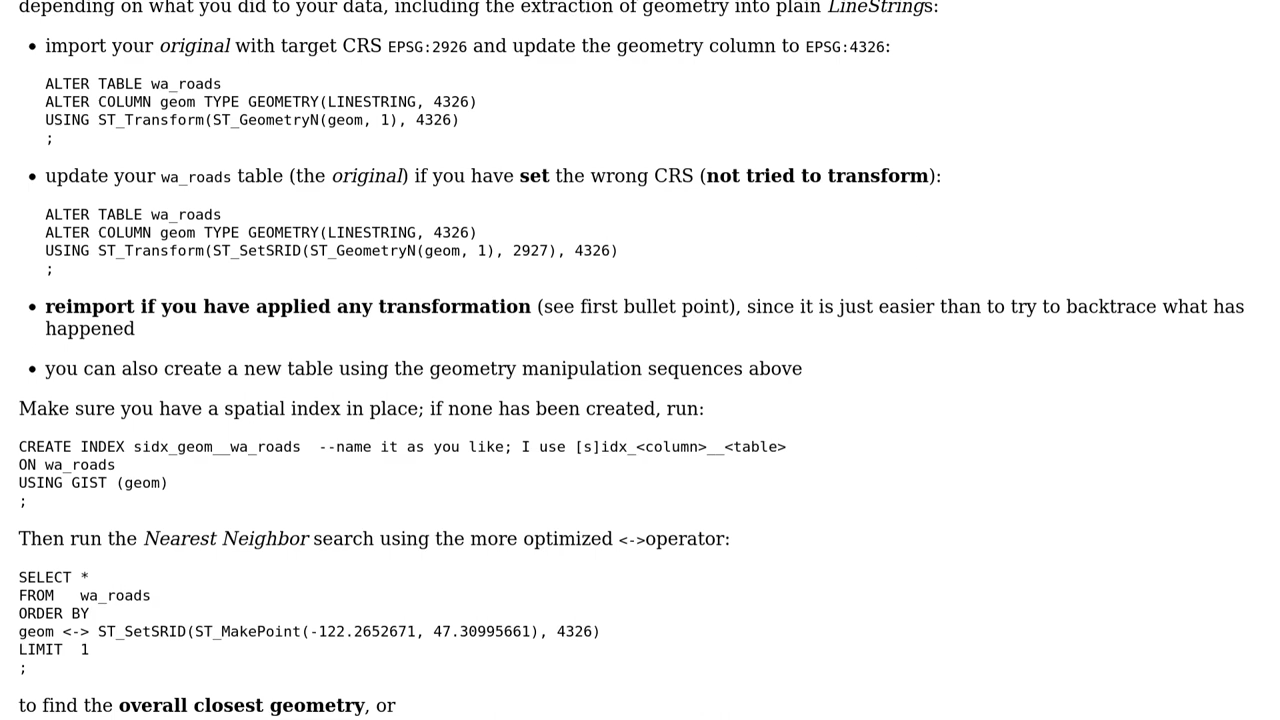 depending on what you did to your data, including the extraction of geometry into plain LineStrings:
• import your original with target CRS EPSG:2926 and update the geometry column to EPSG:4326:
ALTER TABLE wa_roads
ALTER COLUMN geom TYPE GEOMETRY(LINESTRING, 4326)
USING ST_Transform(ST_GeometryN(geom, 1), 4326)
;
• update your wa_roads table (the original) if you have set the wrong CRS (not tried to transform):
ALTER TABLE wa_roads
ALTER COLUMN geom TYPE GEOMETRY(LINESTRING, 4326)
USING ST_Transform(ST_SetSRID(ST_GeometryN(geom, 1), 2927), 4326)
;
• reimport if you have applied any transformation (see first bullet point), since it is just easier than to try to backtrace what has
happened
• you can also create a new table using the geometry manipulation sequences above
Make sure you have a spatial index in place; if none has been created, run:
CREATE INDEX sidx_geom__wa_roads  --name it as you like; I use [s]idx_<column>__<table>
ON wa_roads
USING GIST (geom)
;
Then run the Nearest Neighbor search using the more optimized <->operator:
SELECT *
FROM   wa_roads
ORDER BY
geom <-> ST_SetSRID(ST_MakePoint(-122.2652671, 47.30995661), 4326)
LIMIT  1
;
to find the overall closest geometry, or